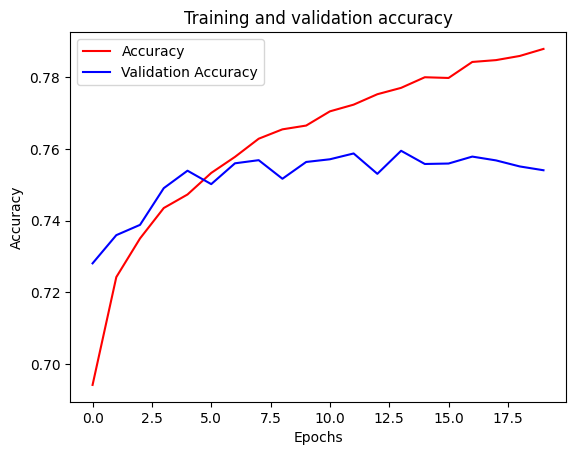 Training and validation accuracy
Accuracy
Validation Accuracy
0.78
0.76
0.74
0.72
0.70
Accuracy
0.0 2.5 5.0 7.5 10.0 12.5 15.0 17.5
Epochs